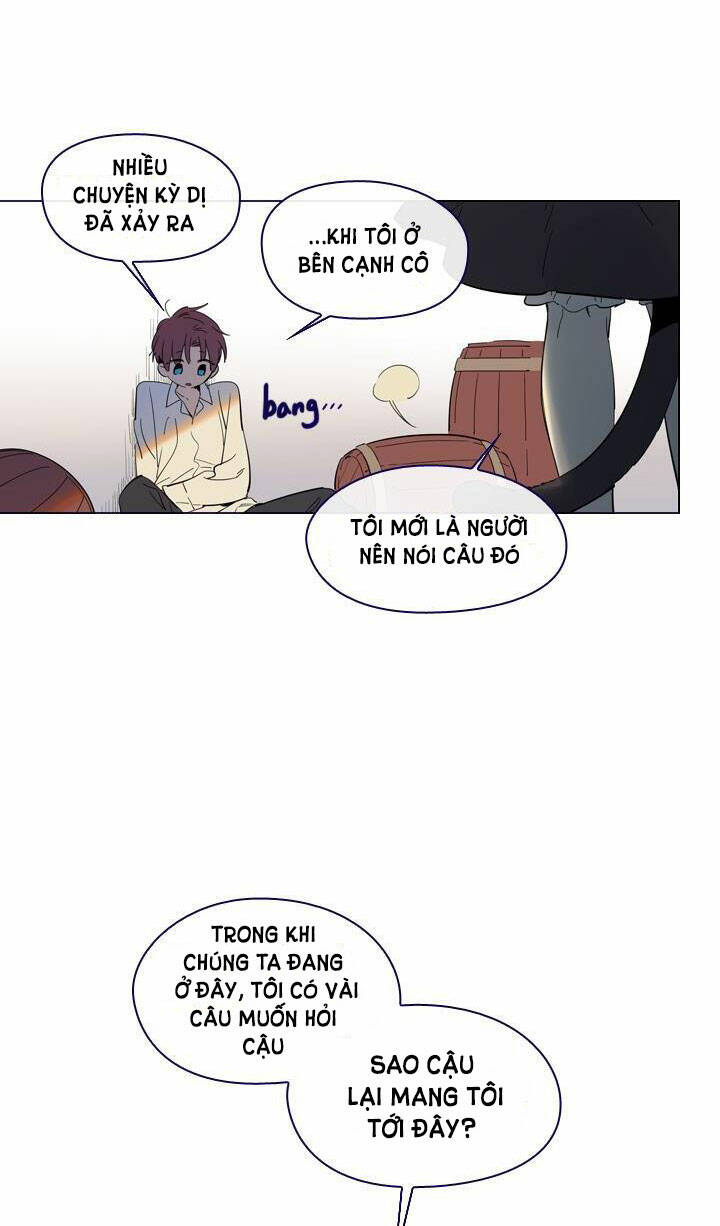 NHIỀU
CHUYỆN KỲ DỊ
ĐÃ XẢY RA
...KHI TÔI Ở
BÊN CẠNH CÔ
bang...
TÔI MỚI LÀ NGƯỜI
NÊN NÓI CÂU ĐÓ
TRONG KHI
CHÚNG TA ĐANG
Ở ĐÂY, TÔI CÓ VÀI
CÂU MUỐN HỎI
CẬU
SAO CẬU
LẠI MANG TÔI
TỚI ĐÂY?